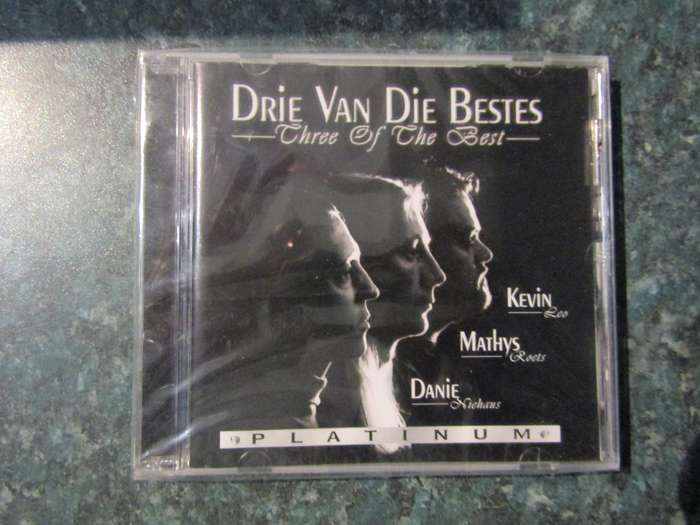 DRIE VAN DIE BESTES
Three Of The Best
KEVIN
Leo
MATHYS
Roets
DANIE
Niehaus
PLATINUM